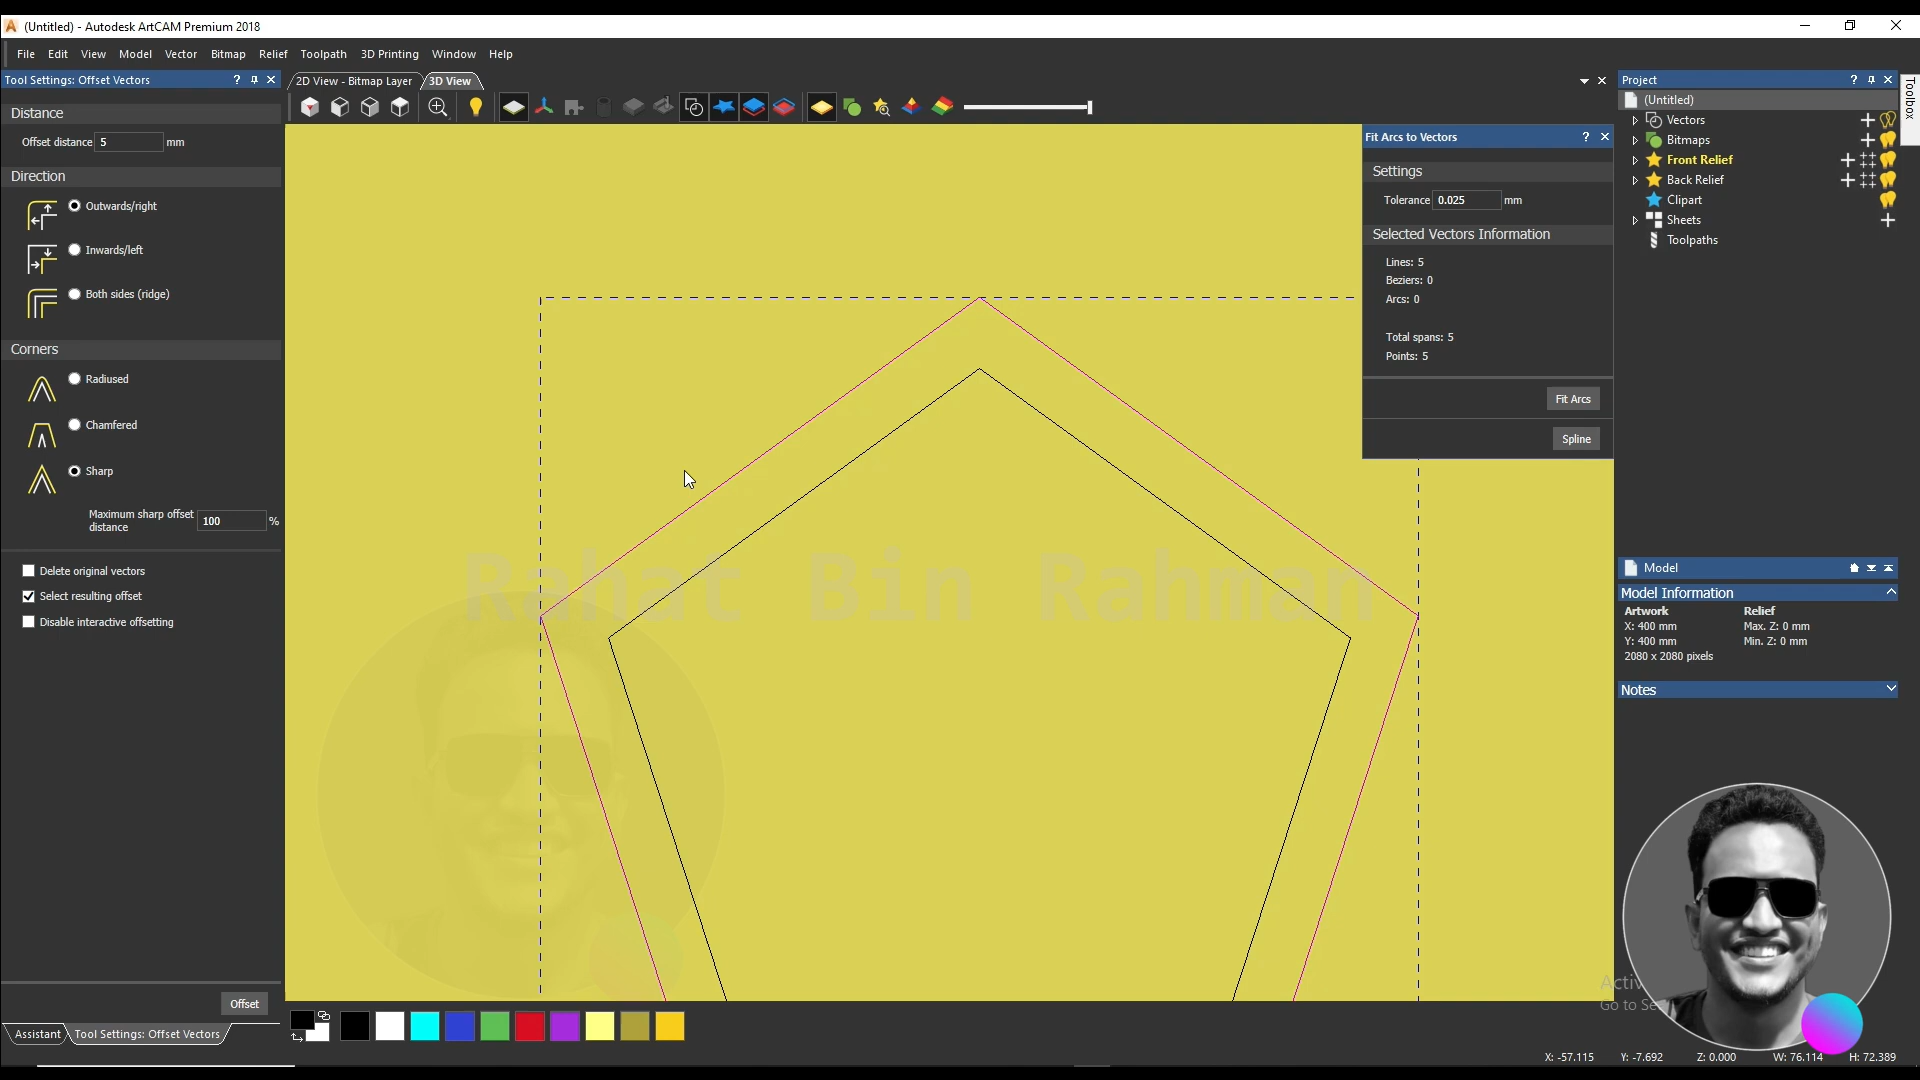 (Untitled) - Autodesk ArtCAM Premium 2018
File Edit View Model Vector Bitmap Relief Toolpath 3D Printing Window Help
Tool Settings: Offset Vectors
Distance
Offset distance 5 mm
Direction
Outwards/right
Inwards/left
Both sides (ridge)
Corners
Radiused
Chamfered
Sharp
Maximum sharp offset distance 100 %
Delete original vectors
Select resulting offset
Disable interactive offsetting
Offset
Assistant Tool Settings: Offset Vectors
2D View - Bitmap Layer 3D View
Rahat Bin Rahman
Fit Arcs to Vectors
Settings
Tolerance 0.025 mm
Selected Vectors Information
Lines: 5
Beziers: 0
Arcs: 0
Total spans: 5
Points: 5
Fit Arcs
Spline
Project
(Untitled)
Vectors
Bitmaps
Front Relief
Back Relief
Clipart
Sheets
Toolpaths
Toolbox
Model
Model Information
Artwork Relief
X: 400 mm Max. Z: 0 mm
Y: 400 mm Min. Z: 0 mm
2080 x 2080 pixels
Notes
Go to
X: -57.115 Y: -7.692 Z: 0.000 W: 76.114 H: 72.389